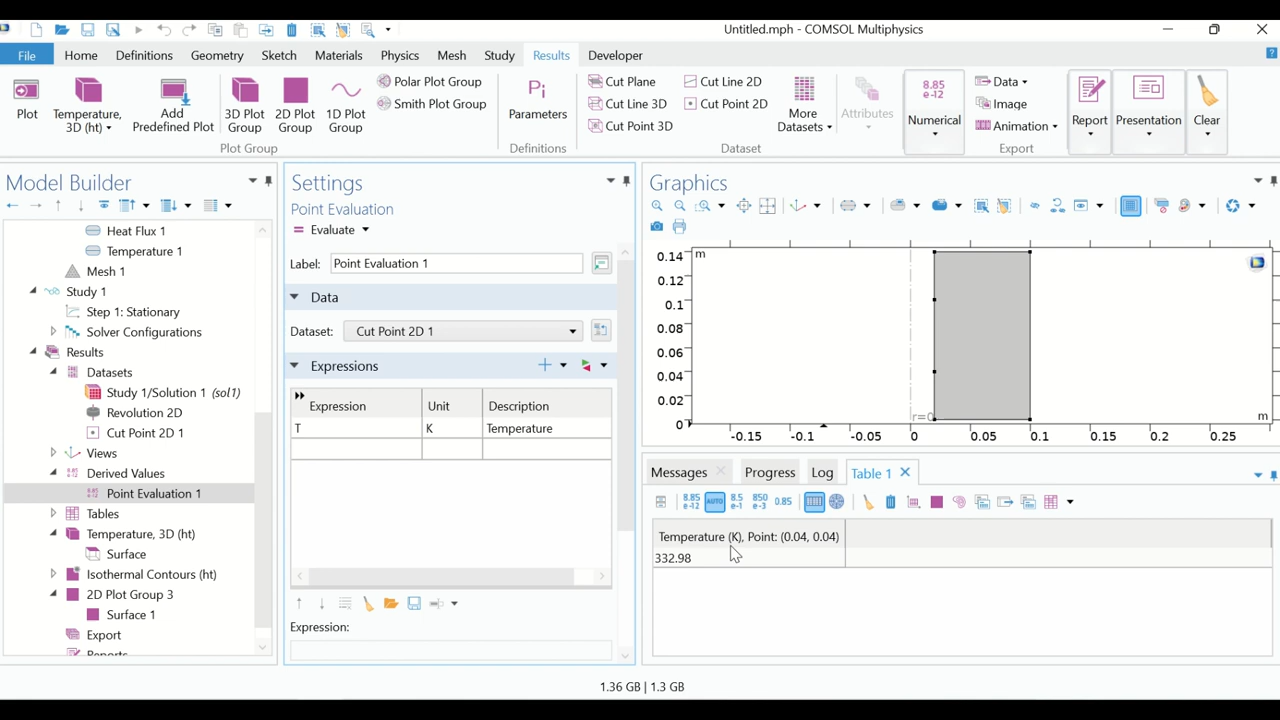 Untitled.mph - COMSOL Multiphysics
File Home Definitions Geometry Sketch Materials Physics Mesh Study Results Developer
Plot
Temperature, 3D (ht)
Add Predefined Plot
3D Plot Group
2D Plot Group
1D Plot Group
Polar Plot Group
Smith Plot Group
Plot Group
Pi
Parameters
Definitions
Cut Plane
Cut Line 3D
Cut Point 3D
Cut Line 2D
Cut Point 2D
More Datasets
Dataset
Attributes
8.85
e-12
Numerical
Data
Image
Animation
Export
Report
Presentation
Clear
Model Builder
Heat Flux 1
Temperature 1
Mesh 1
Study 1
Step 1: Stationary
Solver Configurations
Results
Datasets
Study 1/Solution 1 (sol1)
Revolution 2D
Cut Point 2D 1
Views
Derived Values
Point Evaluation 1
Tables
Temperature, 3D (ht)
Surface
Isothermal Contours (ht)
2D Plot Group 3
Surface 1
Export
Reports
Settings
Point Evaluation
= Evaluate
Label: Point Evaluation 1
Data
Dataset: Cut Point 2D 1
Expressions
Expression Unit Description
T K Temperature
Expression:
Graphics
m
0.14
0.12
0.1
0.08
0.06
0.04
0.02
0
r=0
m
-0.15 -0.1 -0.05 0 0.05 0.1 0.15 0.2 0.25
Messages Progress Log Table 1
8.85 e-12 AUTO 8.5 e-1 850 e-3 0.85
Temperature (K), Point: (0.04, 0.04)
332.98
1.36 GB | 1.3 GB